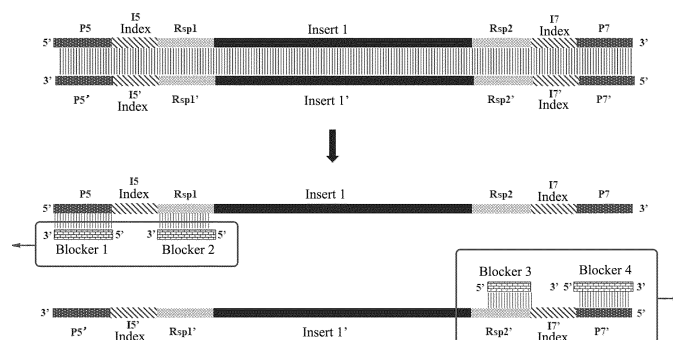 I5 I7
P5 Index Rsp1 Insert 1 Rsp2 Index P7
5' 3'
3' 5'
P5' I5' Index Rsp1' Insert 1' Rsp2' I7' Index P7'
I5 I7
P5 Index Rsp1 Insert 1 Rsp2 Index P7
5' 3'
3' 5' 3' 5'
Blocker 1 Blocker 2
Blocker 3 Blocker 4
5' 3' 5' 3'
3' 5'
P5' I5' Index Rsp1' Insert 1' Rsp2' I7' Index P7'